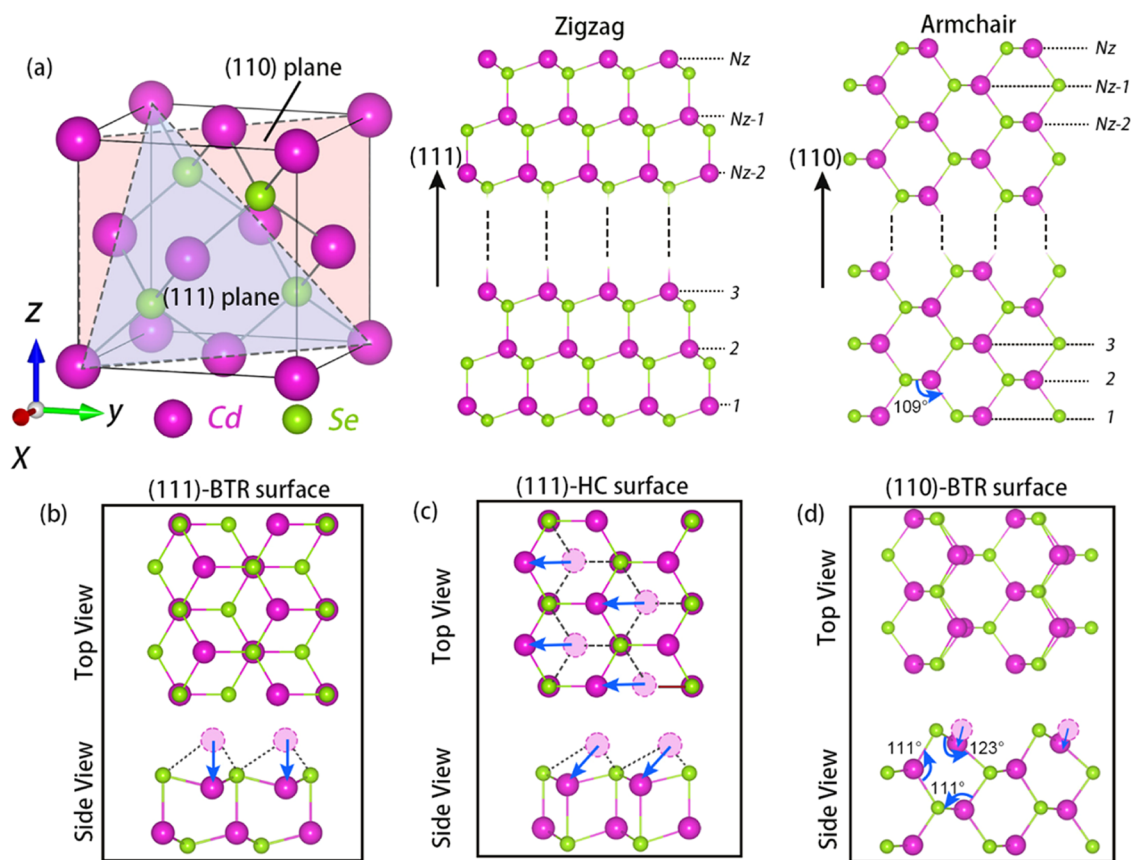 (a)
(110) plane
(111) plane
Z
y
X
Cd
Se
Zigzag
(111)
Nz
Nz-1
Nz-2
3
2
1
Armchair
(110)
Nz
Nz-1
Nz-2
3
2
1
109°
(b)
(111)-BTR surface
Top View
Side View
(c)
(111)-HC surface
Top View
Side View
(d)
(110)-BTR surface
Top View
Side View
111°
123°
111°